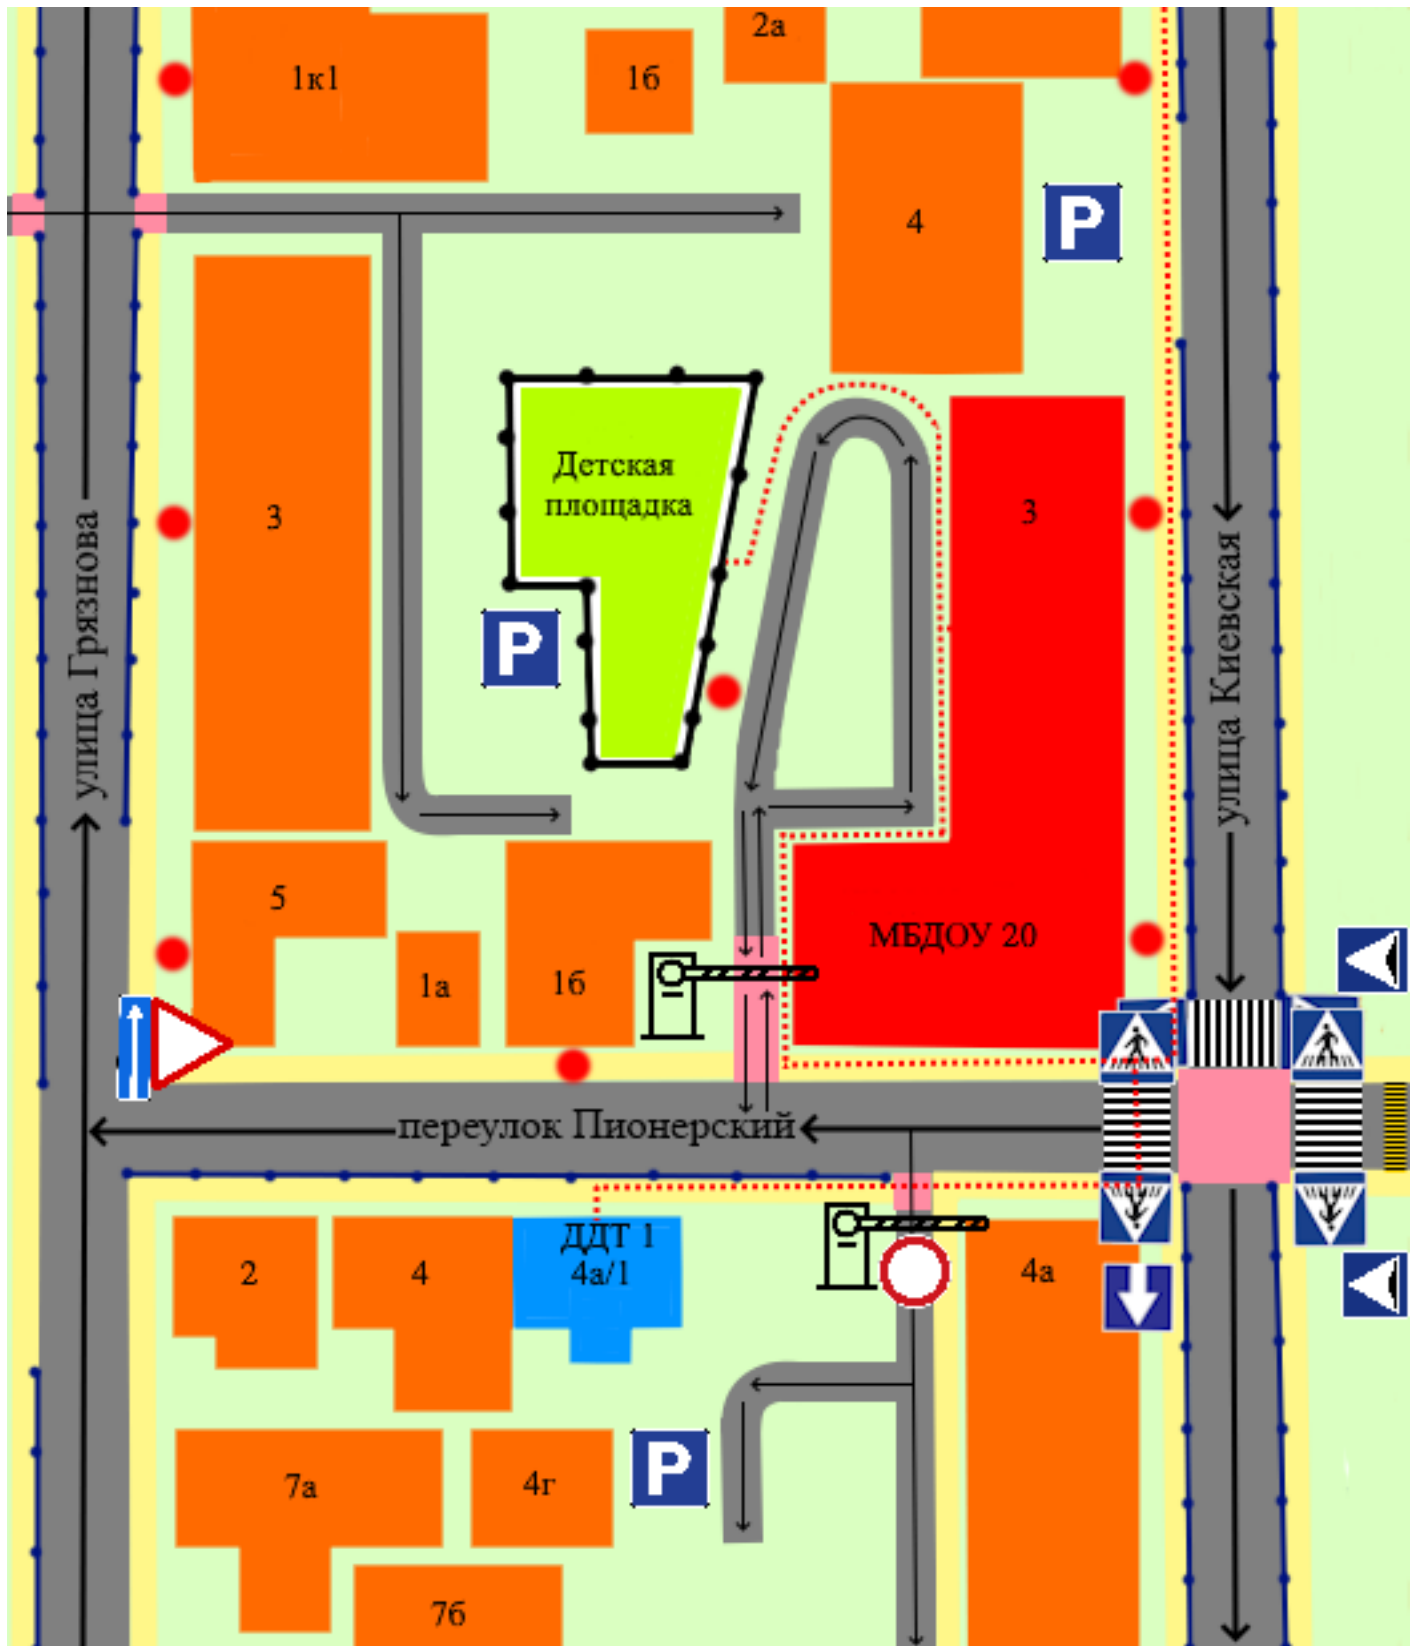 2а
1к1
1б
4
P
3
Детская
площадка
3
улица Грязнова
улица Киевская
P
5
МБДОУ 20
1а
1б
переулок Пионерский
ДДТ 1
2
4
4а/1
4а
P
7а
4г
7б